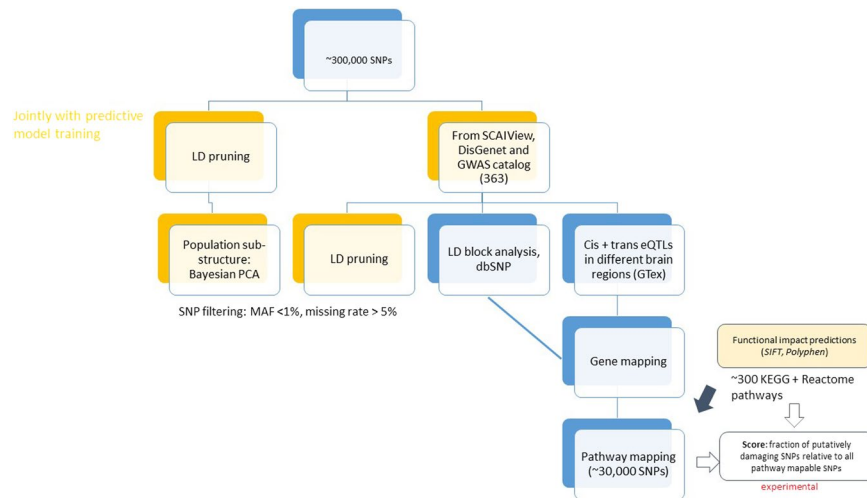 ~300,000 SNPs
Jointly with predictive
model training
LD pruning
From SCAIView,
DisGenet and
GWAS catalog
(363)
Population sub-
structure:
Bayesian PCA
LD pruning
LD block analysis,
dbSNP
Cis + trans eQTLs
in different brain
regions (GTex)
SNP filtering: MAF <1%, missing rate > 5%
Gene mapping
Functional impact predictions
(SIFT, Polyphen)
~300 KEGG + Reactome
pathways
Pathway mapping
(~30,000 SNPs)
Score: fraction of putatively
damaging SNPs relative to all
pathway mapable SNPs
experimental